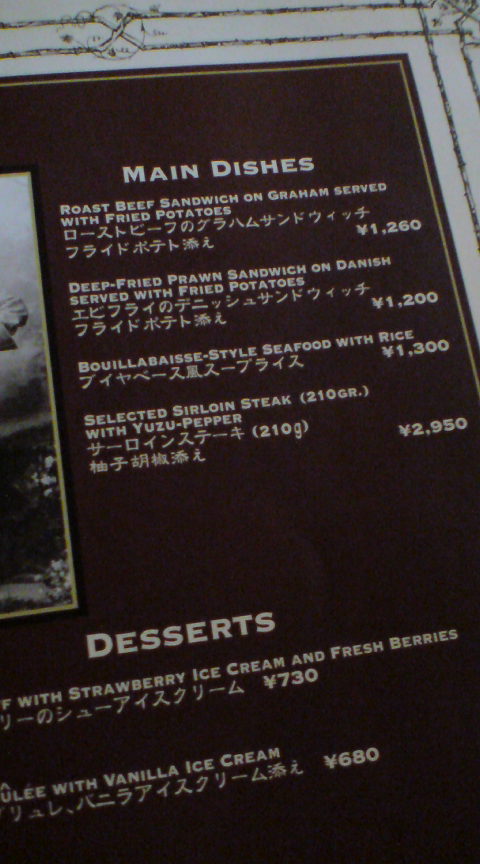 MAIN DISHES
ROAST BEEF SANDWICH ON GRAHAM SERVED
WITH FRIED POTATOES
ローストビーフのグラハムサンドウィッチ
フライドポテト添え ¥1,260
DEEP-FRIED PRAWN SANDWICH ON DANISH
SERVED WITH FRIED POTATOES
エビフライのデニッシュサンドウィッチ
フライドポテト添え ¥1,200
BOUILLABAISSE-STYLE SEAFOOD WITH RICE
ブイヤベース風スープライス ¥1,300
SELECTED SIRLOIN STEAK (210GR.)
WITH YUZU-PEPPER
サーロインステーキ (210g) ¥2,950
柚子胡椒添え
DESSERTS
WITH STRAWBERRY ICE CREAM AND FRESH BERRIES
リーのシューアイスクリーム ¥730
ÛLÉE WITH VANILLA ICE CREAM
ブリュレ、バニラアイスクリーム添え ¥680